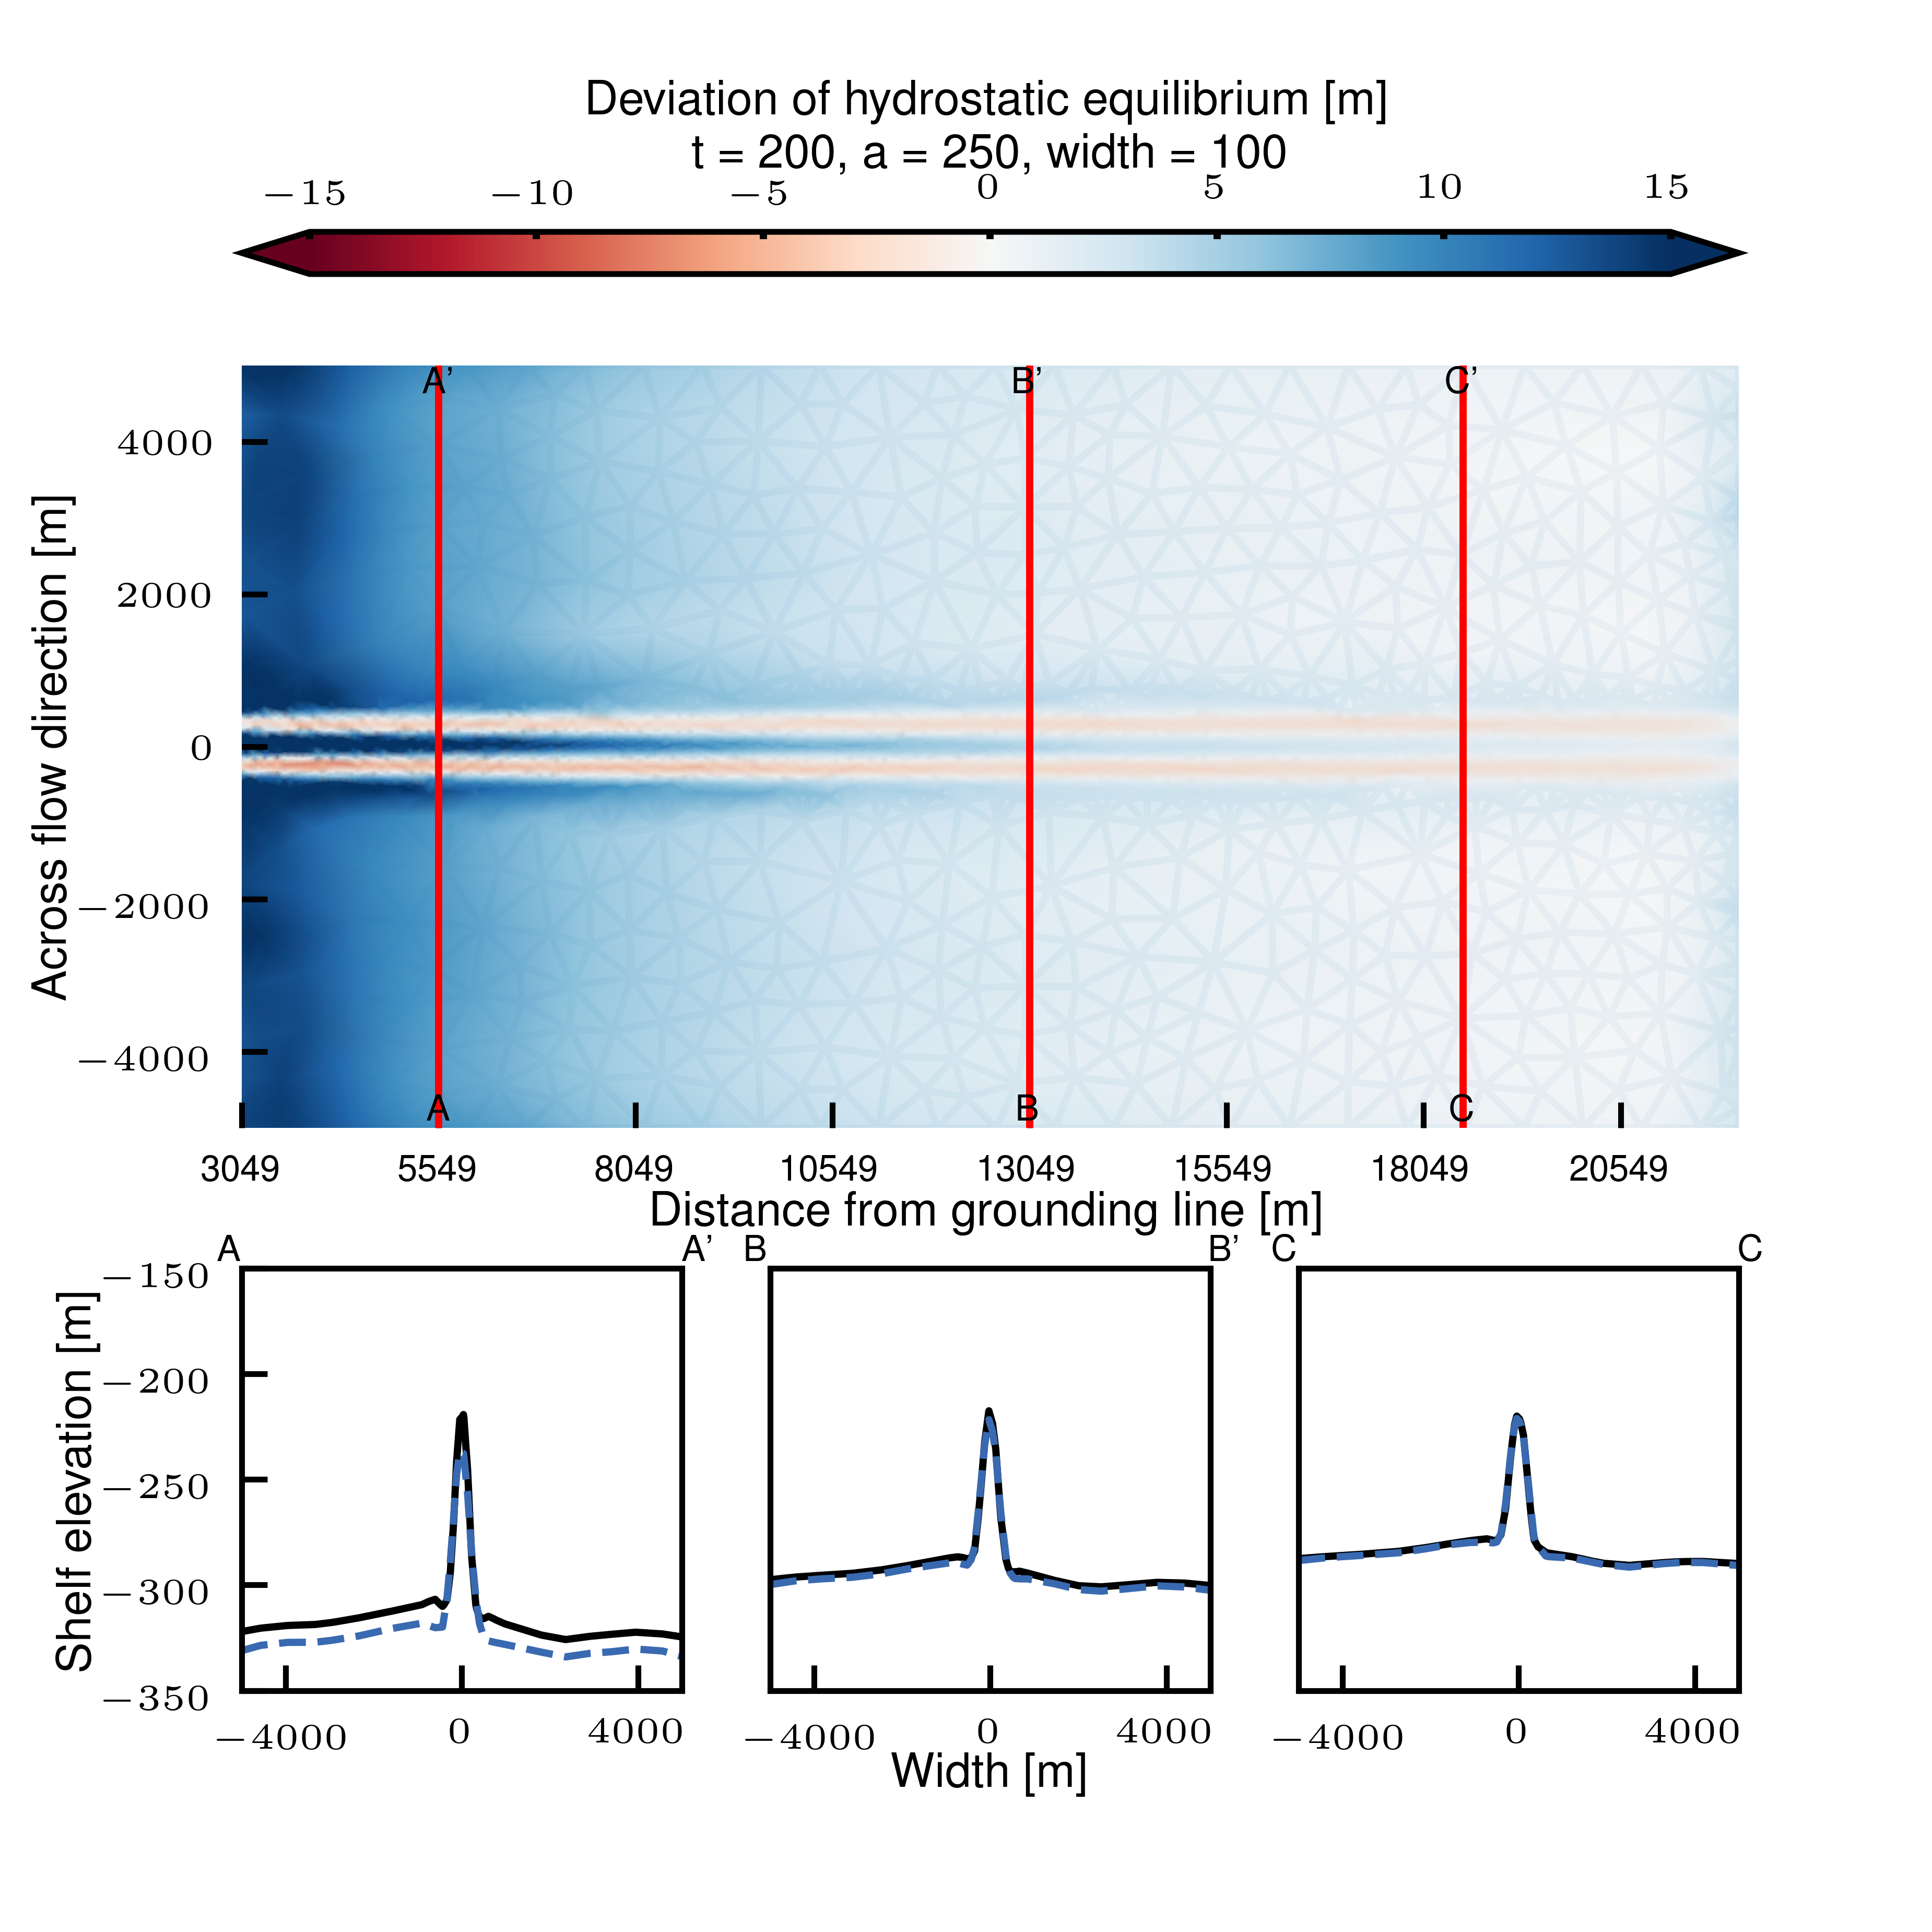 Deviation of hydrostatic equilibrium [m]
t = 200, a = 250, width = 100
−15 −10 −5 0 5 10 15
A' B' C'
4000
2000
0
−2000
−4000
Across flow direction [m]
A B C
3049 5549 8049 10549 13049 15549 18049 20549
Distance from grounding line [m]
A A' B B' C C
−150
−200
−250
−300
−350
Shelf elevation [m]
−4000 0 4000 −4000 0 4000 −4000 0 4000
Width [m]